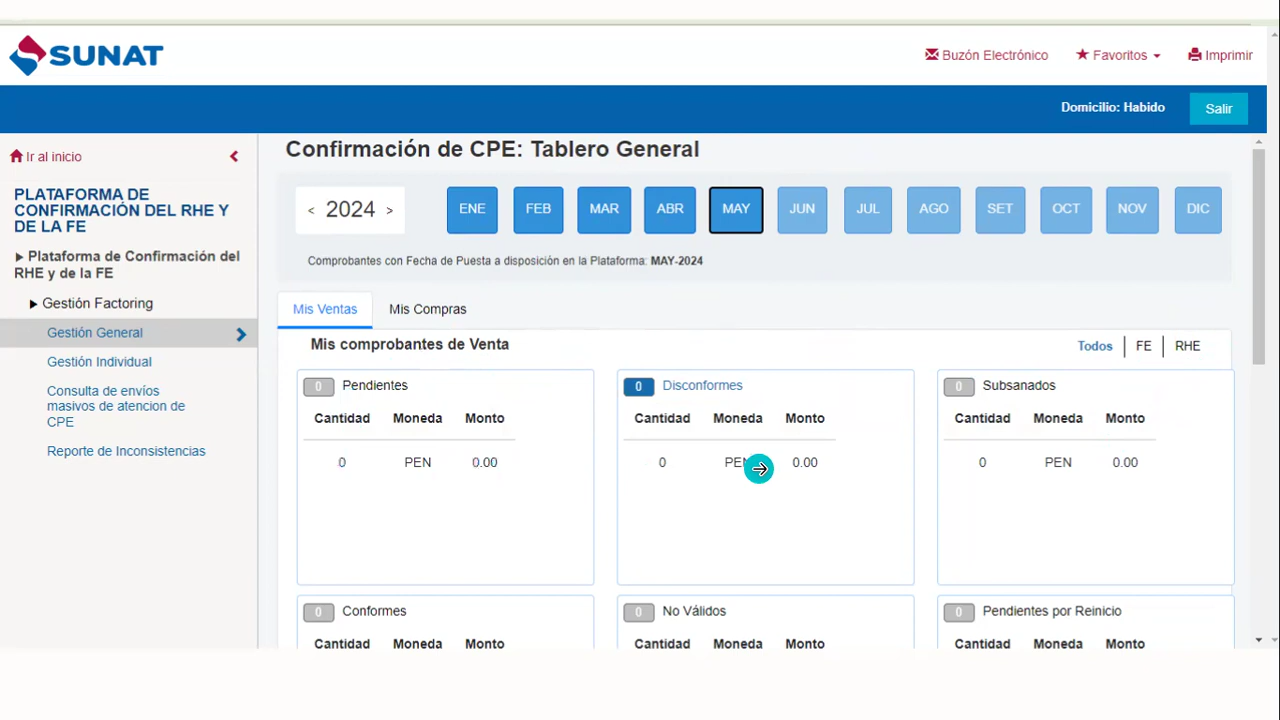 SUNAT
Buzón Electrónico
Favoritos
Imprimir
Domicilio: Habido
Salir
Ir al inicio
PLATAFORMA DE
CONFIRMACIÓN DEL RHE Y
DE LA FE
Plataforma de Confirmación del
RHE y de la FE
Gestión Factoring
Gestión General
Gestión Individual
Consulta de envíos
masivos de atencion de
CPE
Reporte de Inconsistencias
Confirmación de CPE: Tablero General
< 2024 >
ENE FEB MAR ABR MAY JUN JUL AGO SET OCT NOV DIC
Comprobantes con Fecha de Puesta a disposición en la Plataforma: MAY-2024
Mis Ventas Mis Compras
Mis comprobantes de Venta
Todos FE RHE
0 Pendientes
Cantidad Moneda Monto
0 PEN 0.00
0 Disconformes
Cantidad Moneda Monto
0 PEN 0.00
0 Subsanados
Cantidad Moneda Monto
0 PEN 0.00
0 Conformes
Cantidad Moneda Monto
0 No Válidos
Cantidad Moneda Monto
0 Pendientes por Reinicio
Cantidad Moneda Monto